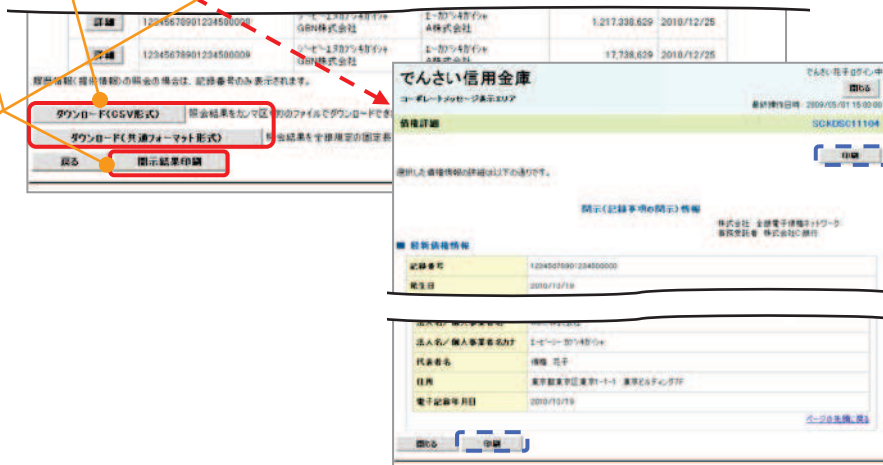 詳細 12345678901234500008 ジービーエヌカブシキガイシャ エーカブシキガイシャ 1,217,338,629 2010/12/25
GBN株式会社 A株式会社
詳細 12345678901234500009 ジービーエヌカブシキガイシャ エーカブシキガイシャ 17,738,629 2010/12/25
GBN株式会社 A株式会社
履歴情報(提供情報)の照会の場合は、記録番号のみ表示されます。
ダウンロード(CSV形式) 照会結果をカンマ区切りのファイルでダウンロードでき
ダウンロード(共通フォーマット形式) 照会結果を全銀規定の固定長
戻る 開示結果印刷
でんさい信用金庫
でんさい花子ログイン中
コーポレートメッセージ表示エリア
閉じる
最終操作日時 2009/05/01 15:00:00
債権詳細 SCKDSC11104
印刷
選択した債権情報の詳細は以下の通りです。
開示(記録事項の開示)情報
株式会社 全銀電子債権ネットワーク
業務受託者 株式会社C銀行
■ 最新債権情報
記録番号 12345678901234500000
発生日 2010/10/19
法人名/個人事業者名カナ
代表者名 債権 花子
住所 東京都東京区東京1-1-1 東京ビルディング7F
電子記録年月日 2010/10/19
ページの先頭に戻る
閉じる 印刷